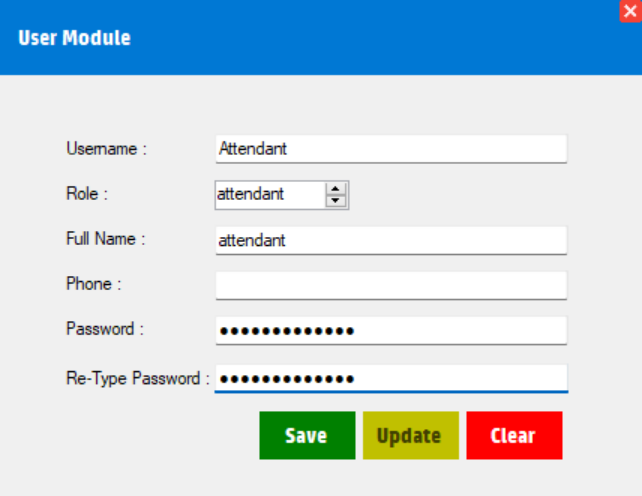 User Module
Username : Attendant
Role : attendant
Full Name : attendant
Phone :
Password : •••••••••••••
Re-Type Password : •••••••••••••
Save Update Clear